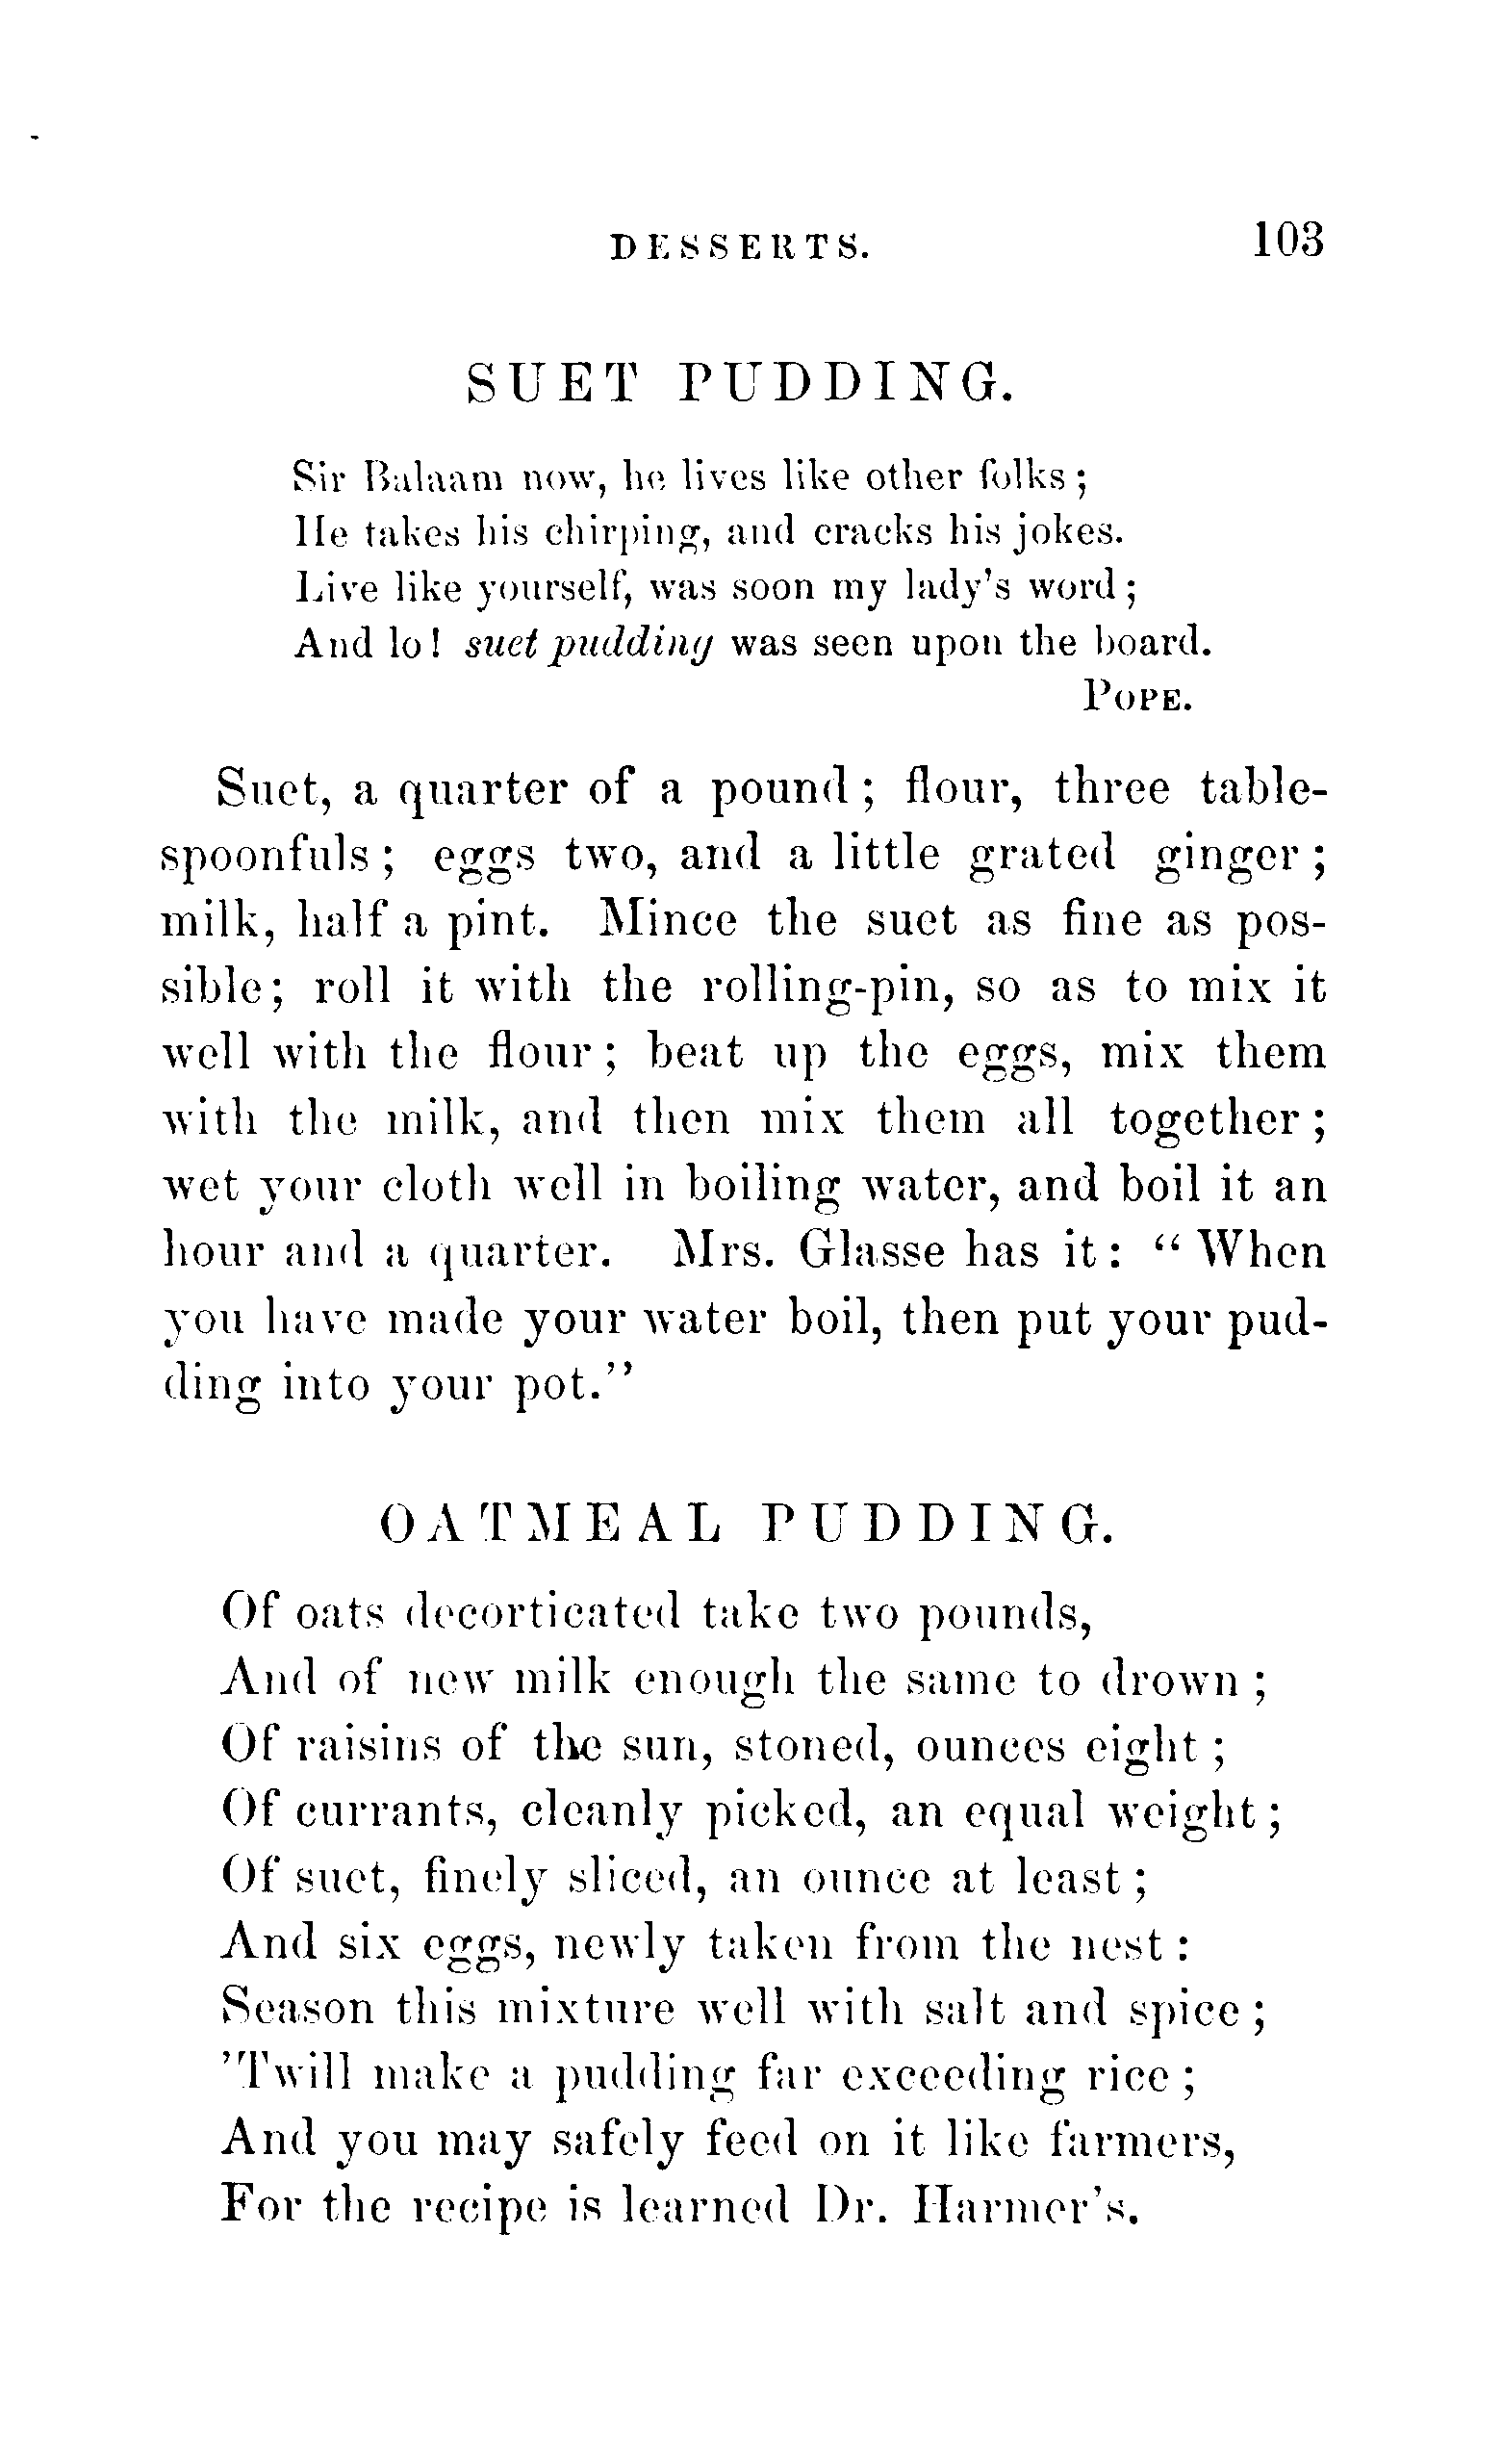 DESSERTS. 103
SUET PUDDING.
Sir Balaam now, he lives like other folks;
He takes his chirping, and cracks his jokes.
Live like yourself, was soon my lady's word;
And lo! suet pudding was seen upon the board.
POPE.
Suet, a quarter of a pound; flour, three table-
spoonfuls; eggs two, and a little grated ginger;
milk, half a pint. Mince the suet as fine as pos-
sible; roll it with the rolling-pin, so as to mix it
well with the flour; beat up the eggs, mix them
with the milk, and then mix them all together;
wet your cloth well in boiling water, and boil it an
hour and a quarter. Mrs. Glasse has it: "When
you have made your water boil, then put your pud-
ding into your pot."
OATMEAL PUDDING.
Of oats decorticated take two pounds,
And of new milk enough the same to drown;
Of raisins of the sun, stoned, ounces eight;
Of currants, cleanly picked, an equal weight;
Of suet, finely sliced, an ounce at least;
And six eggs, newly taken from the nest:
Season this mixture well with salt and spice;
'Twill make a pudding far exceeding rice;
And you may safely feed on it like farmers,
For the recipe is learned Dr. Harmer's.